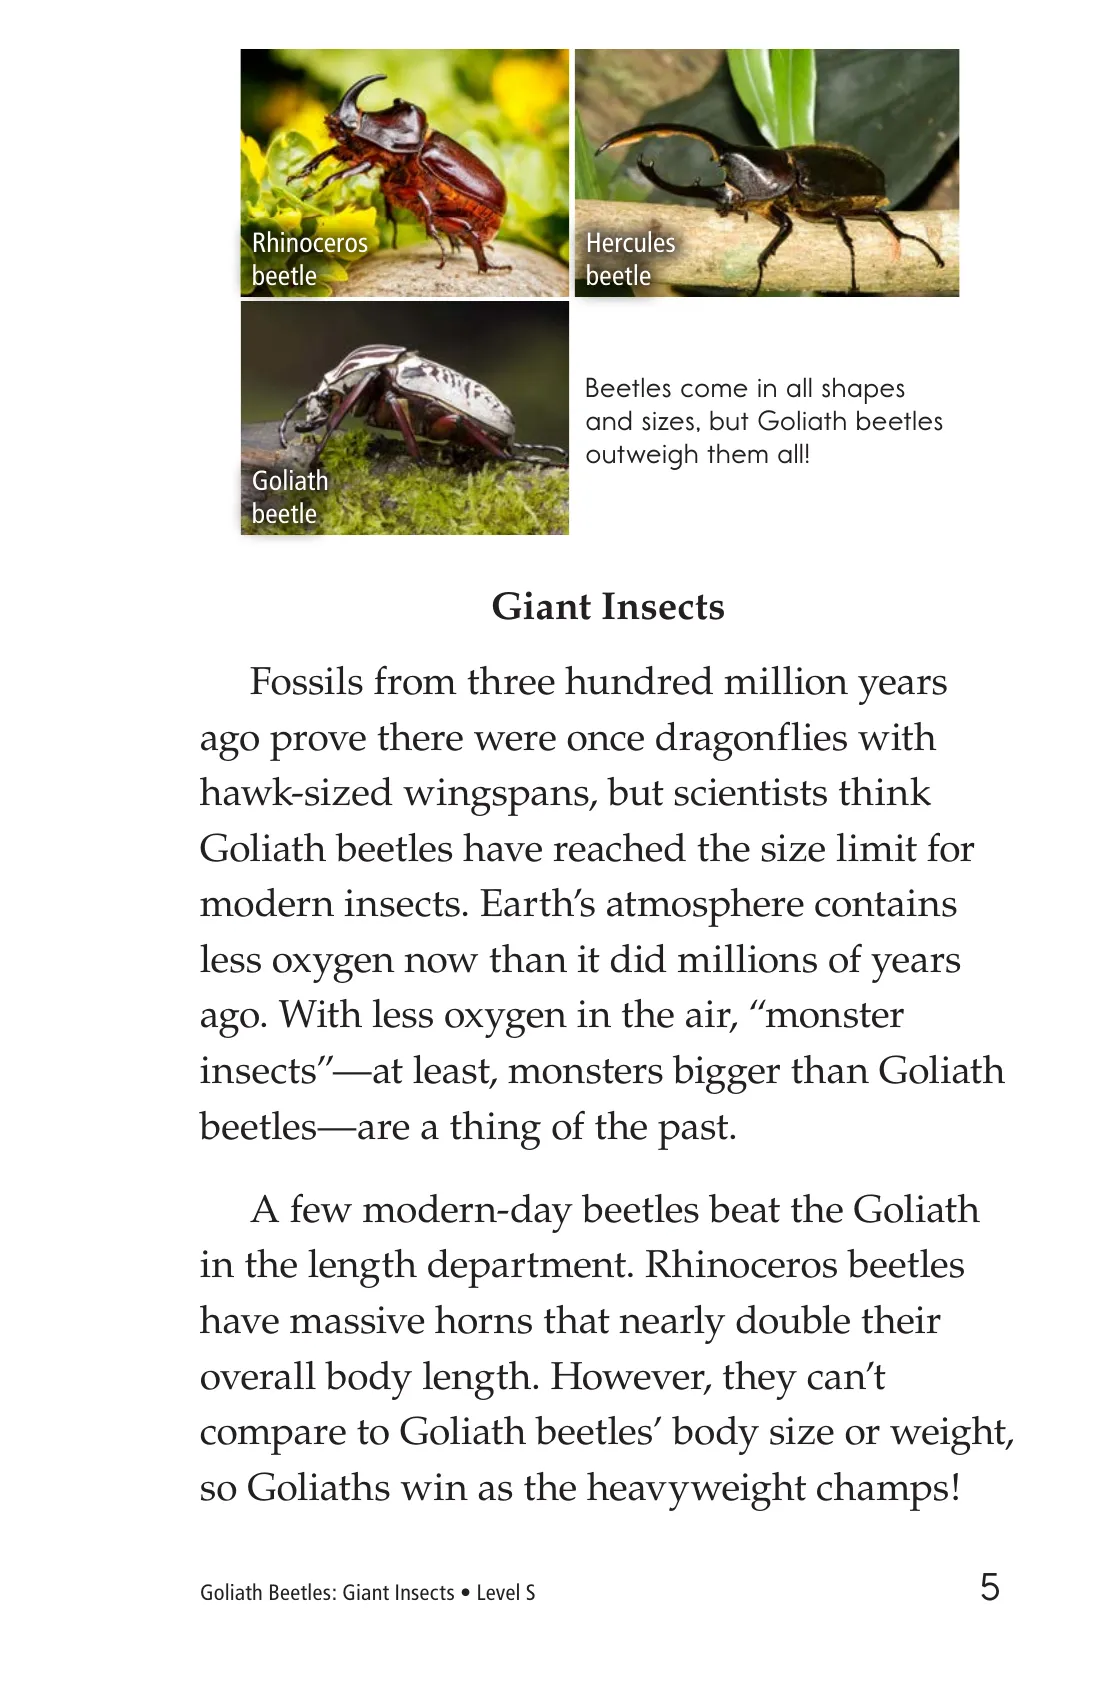 Rhinoceros
beetle
Hercules
beetle
Goliath
beetle
Beetles come in all shapes
and sizes, but Goliath beetles
outweigh them all!
Giant Insects
Fossils from three hundred million years
ago prove there were once dragonflies with
hawk-sized wingspans, but scientists think
Goliath beetles have reached the size limit for
modern insects. Earth’s atmosphere contains
less oxygen now than it did millions of years
ago. With less oxygen in the air, “monster
insects”—at least, monsters bigger than Goliath
beetles—are a thing of the past.
A few modern-day beetles beat the Goliath
in the length department. Rhinoceros beetles
have massive horns that nearly double their
overall body length. However, they can’t
compare to Goliath beetles’ body size or weight,
so Goliaths win as the heavyweight champs!
Goliath Beetles: Giant Insects • Level S
5